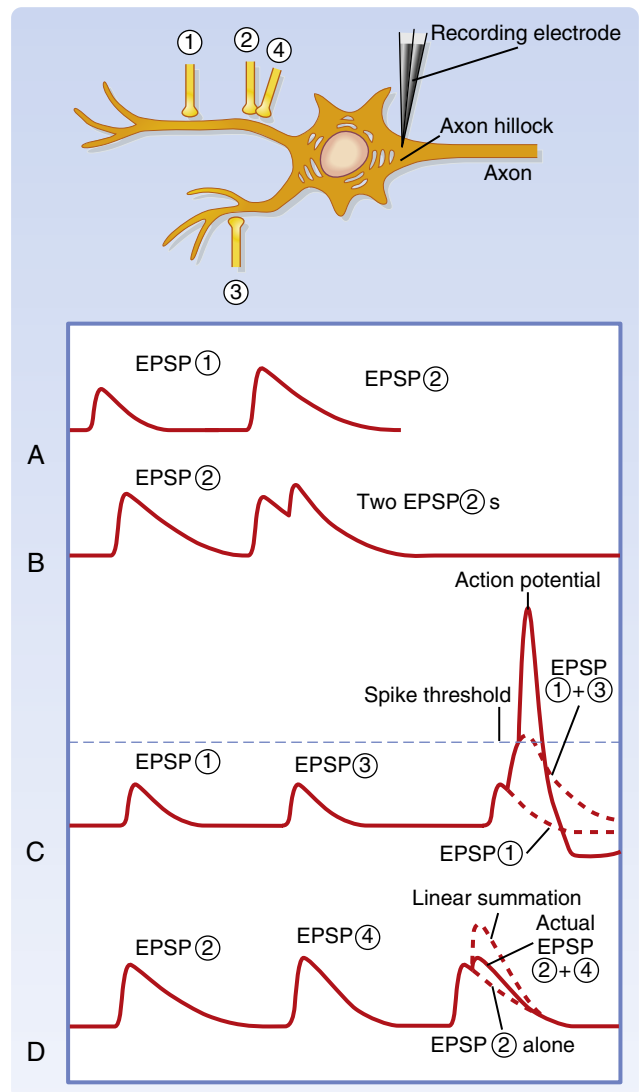 ① ② ④ Recording electrode
Axon hillock
Axon
③
EPSP ① EPSP ②
A
EPSP ② Two EPSP ② s
B
Action potential
EPSP
① + ③
Spike threshold
EPSP ① EPSP ③
EPSP ①
C
Linear summation
Actual
EPSP
② + ④
EPSP ② EPSP ④
EPSP ② alone
D